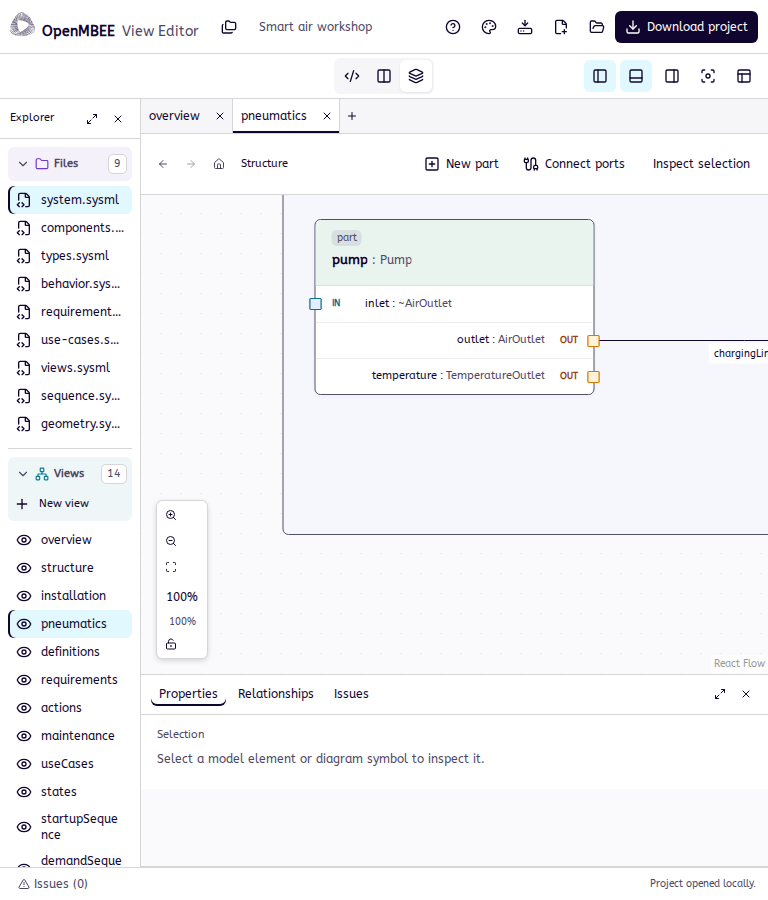 OpenMBEE View Editor
Smart air workshop
Download project
Explorer
overview
pneumatics
Files
9
Structure
New part
Connect ports
Inspect selection
system.sysml
components....
types.sysml
behavior.sys...
requirement...
use-cases.s...
views.sysml
sequence.sy...
geometry.sy...
Views
14
New view
overview
structure
installation
pneumatics
definitions
requirements
actions
maintenance
useCases
states
startupSeque
nce
demandSeque
part
pump : Pump
IN inlet : ~AirOutlet
outlet : AirOutlet OUT
temperature : TemperatureOutlet OUT
chargingLin
100%
100%
React Flow
Properties
Relationships
Issues
Selection
Select a model element or diagram symbol to inspect it.
Issues (0)
Project opened locally.